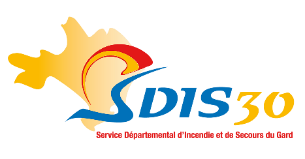 SDIS30
Service Départemental d'Incendie et de Secours du Gard